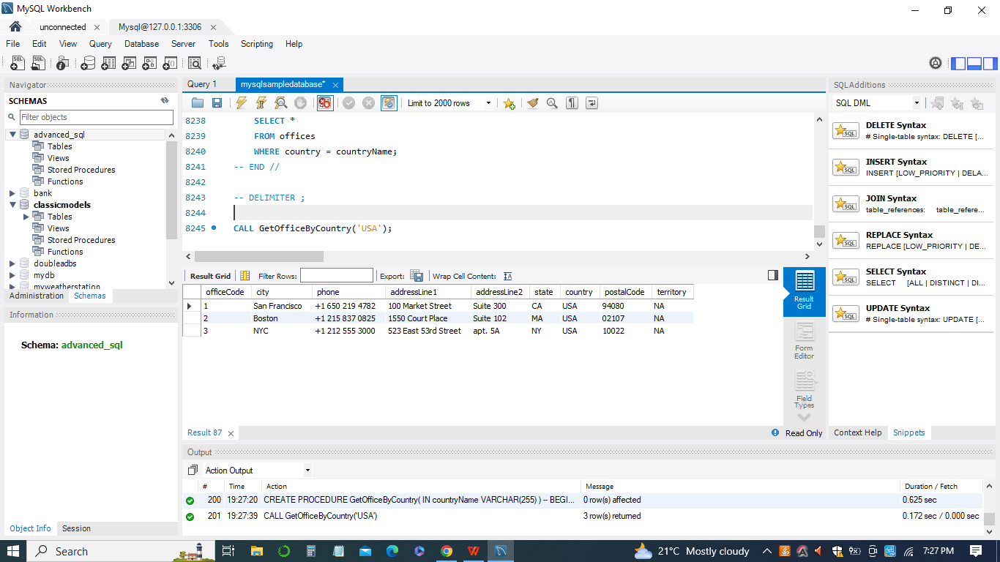 MySQL Workbench
unconnected
Mysql@127.0.0.1:3306
File Edit View Query Database Server Tools Scripting Help
Navigator
SCHEMAS
Filter objects
advanced_sql
Tables
Views
Stored Procedures
Functions
bank
classicmodels
Tables
Views
Stored Procedures
Functions
doubleadbs
mydb
myweatherstation
Administration Schemas
Information
Schema: advanced_sql
Object Info Session
Query 1
mysqlsampledatabase*
Limit to 2000 rows
8238 SELECT *
8239 FROM offices
8240 WHERE country = countryName;
8241 -- END //
8242
8243 -- DELIMITER ;
8244
8245 CALL GetOfficeByCountry('USA');
Result Grid Filter Rows: Export: Wrap Cell Content:
officeCode city phone addressLine1 addressLine2 state country postalCode territory
1 San Francisco +1 650 219 4782 100 Market Street Suite 300 CA USA 94080 NA
2 Boston +1 215 837 0825 1550 Court Place Suite 102 MA USA 02107 NA
3 NYC +1 212 555 3000 523 East 53rd Street apt. 5A NY USA 10022 NA
Result
Grid
Form
Editor
Field
Types
Result 87
Read Only
Output
Action Output
# Time Action Message Duration / Fetch
200 19:27:20 CREATE PROCEDURE GetOfficeByCountry( IN countryName VARCHAR(255) ) -- BEGI... 0 row(s) affected 0.625 sec
201 19:27:39 CALL GetOfficeByCountry('USA') 3 row(s) returned 0.172 sec / 0.000 sec
SQLAdditions
SQL DML
DELETE Syntax
# Single-table syntax: DELETE [...
INSERT Syntax
INSERT [LOW_PRIORITY | DELA...
JOIN Syntax
table_references: table_refere...
REPLACE Syntax
REPLACE [LOW_PRIORITY | DE...
SELECT Syntax
SELECT [ALL | DISTINCT | DI...
UPDATE Syntax
# Single-table syntax: UPDATE [...
Context Help Snippets
Search
21°C Mostly cloudy
7:27 PM